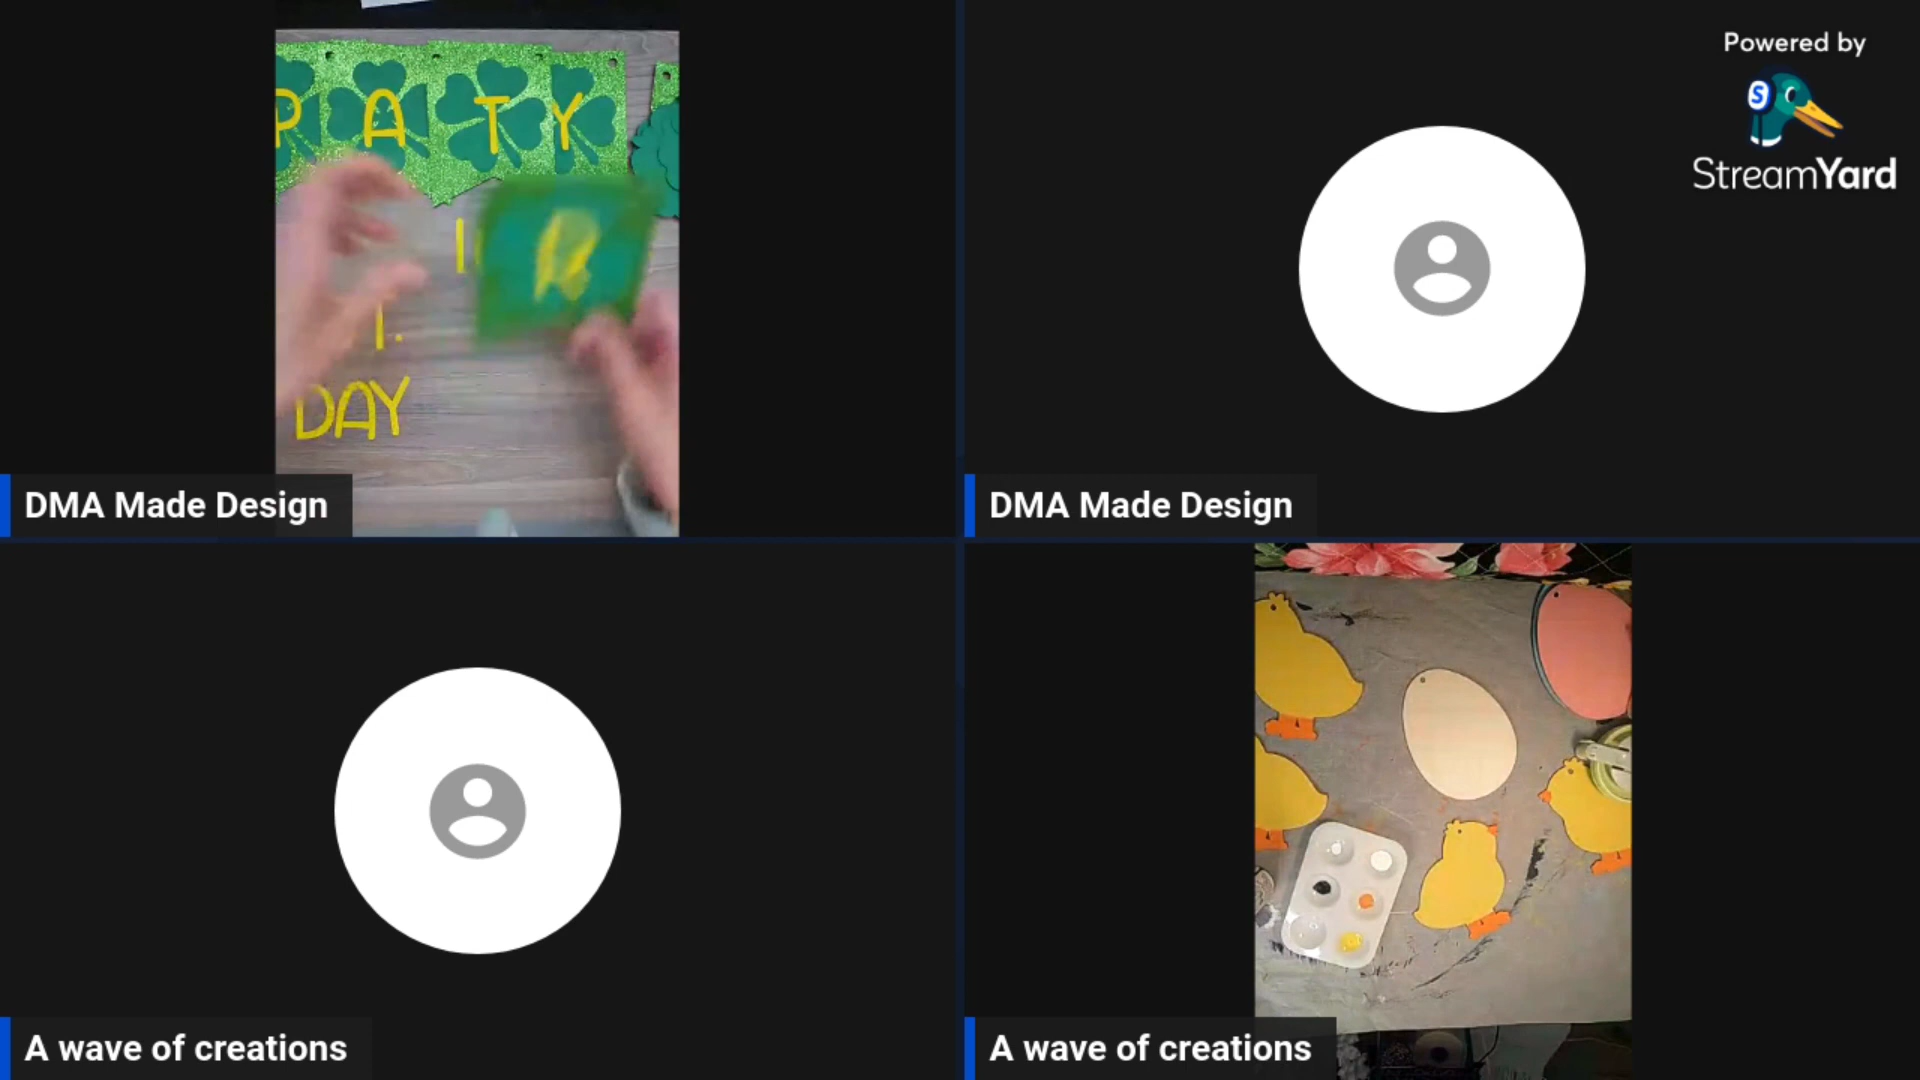 P A T Y
DAY
DMA Made Design
Powered by
S
StreamYard
DMA Made Design
A wave of creations
A wave of creations